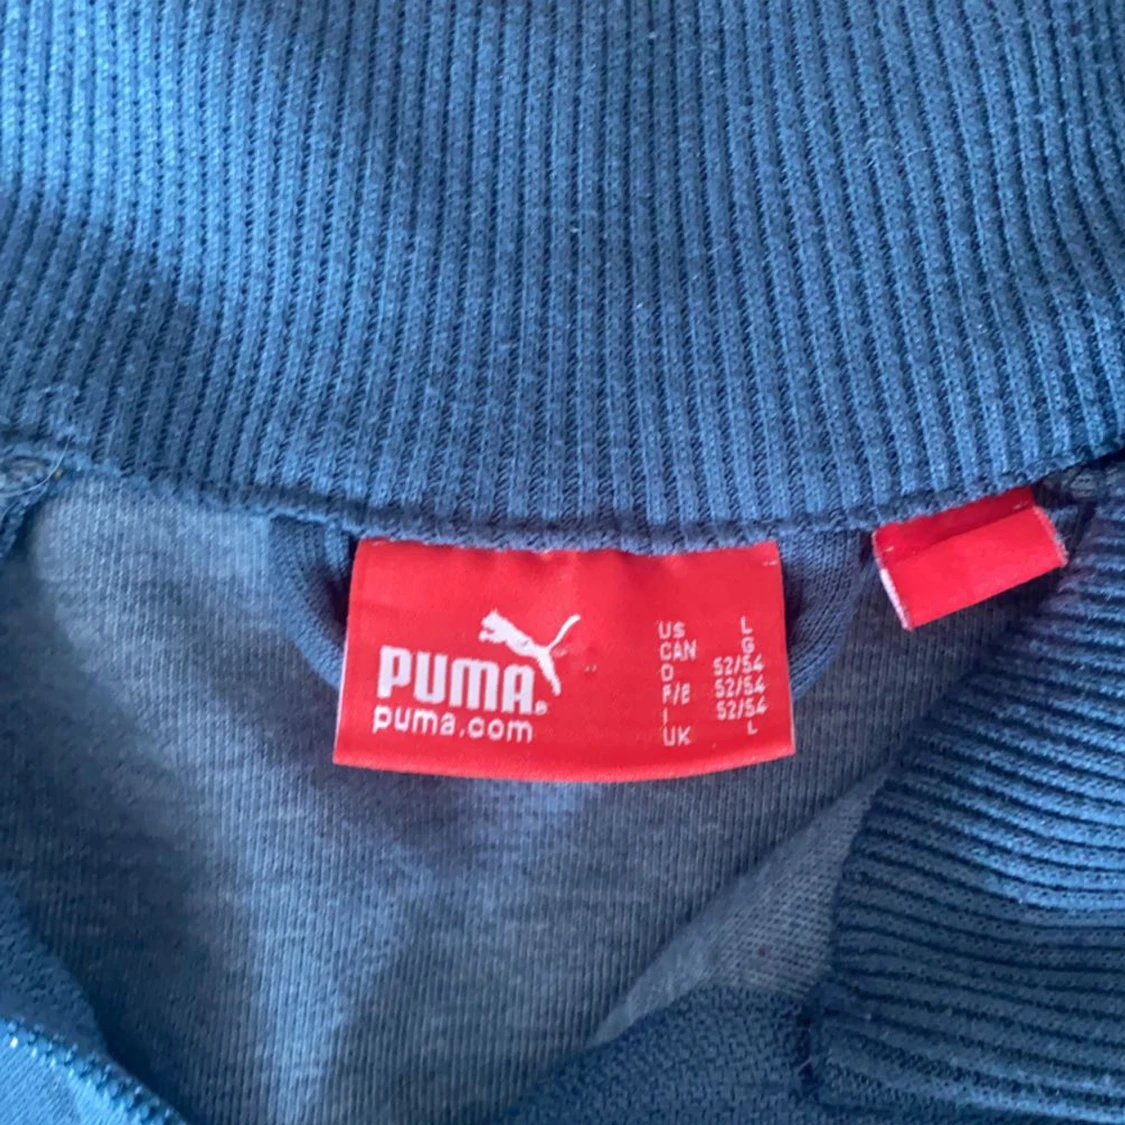 PUMA®
puma.com
US L
CAN G
D 52/54
F/E 52/54
I 52/54
UK L